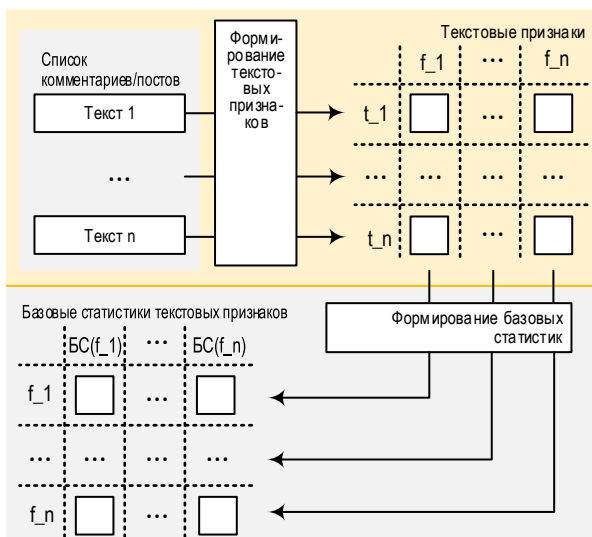 Список
комментариев/постов
Текст 1
...
Текст n
Форми-
рование
тексто-
вых
призна-
ков
Текстовые признаки
f_1 ... f_n
t_1 ...
... ... ... ...
t_n ...
Базовые статистики текстовых признаков
БС(f_1) ... БС(f_n)
f_1 ...
... ... ... ...
f_n ...
Формирование базовых
статистик